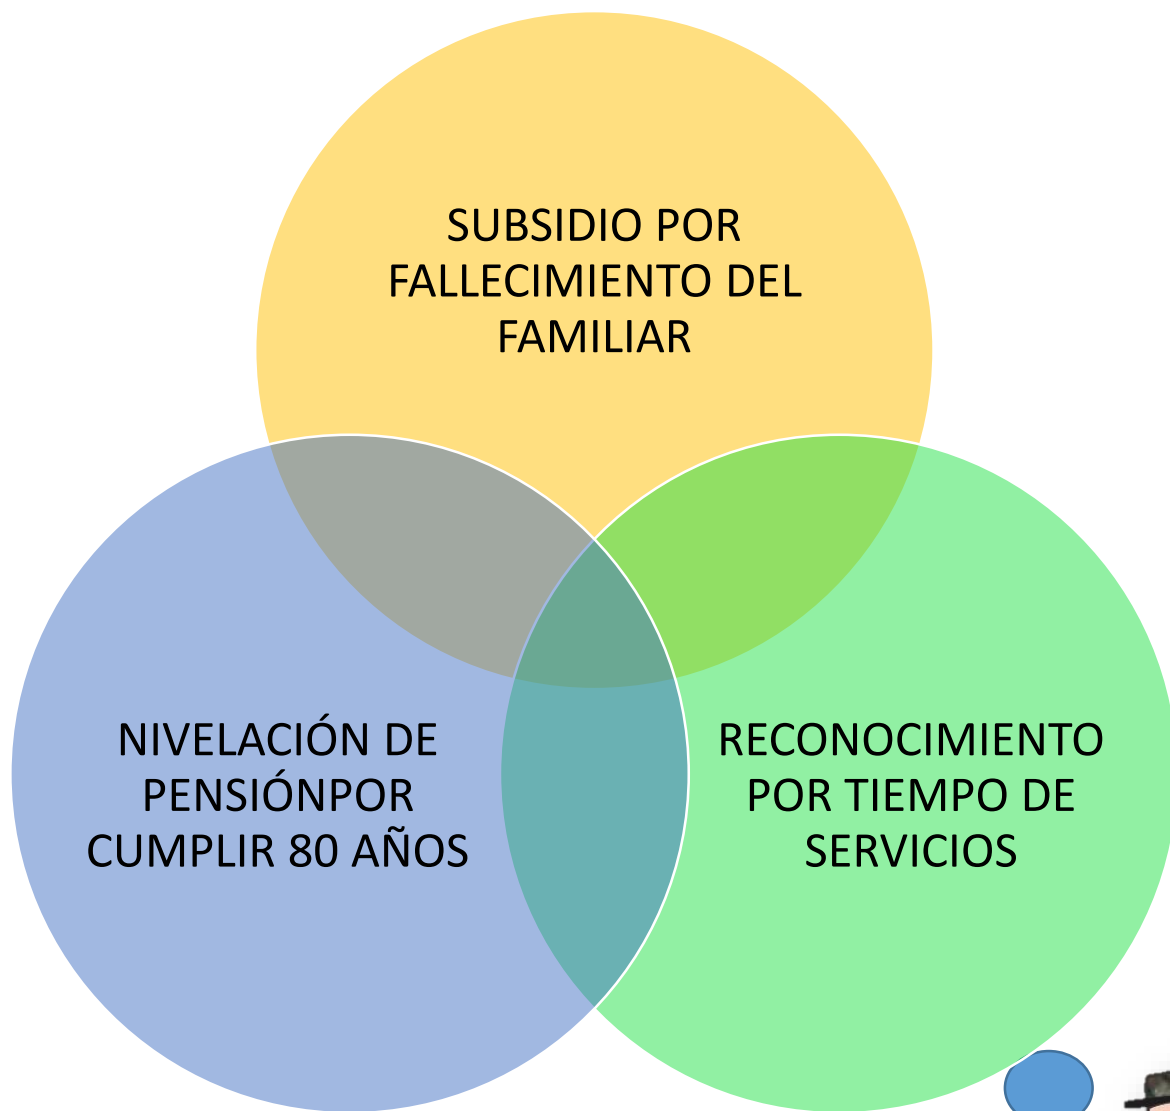 SUBSIDIO POR
FALLECIMIENTO DEL
FAMILIAR
NIVELACIÓN DE
PENSIÓNPOR
CUMPLIR 80 AÑOS
RECONOCIMIENTO
POR TIEMPO DE
SERVICIOS